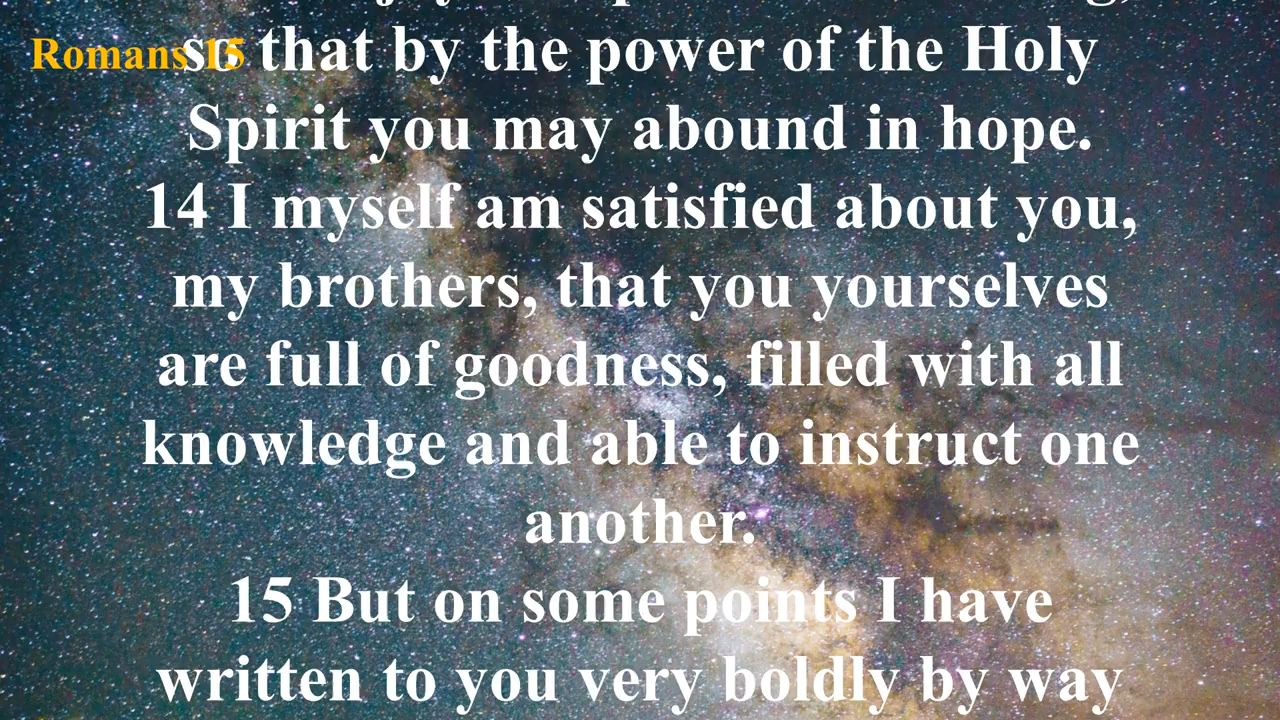 Romans 15
so that by the power of the Holy
Spirit you may abound in hope.
14 I myself am satisfied about you,
my brothers, that you yourselves
are full of goodness, filled with all
knowledge and able to instruct one
another.
15 But on some points I have
written to you very boldly by way